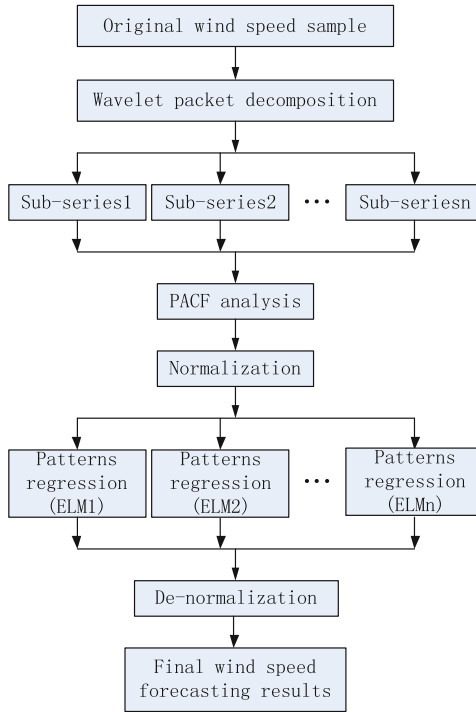 Original wind speed sample
Wavelet packet decomposition
Sub-series1
Sub-series2
...
Sub-seriesn
PACF analysis
Normalization
Patterns
regression
(ELM1)
Patterns
regression
(ELM2)
...
Patterns
regression
(ELMn)
De-normalization
Final wind speed
forecasting results